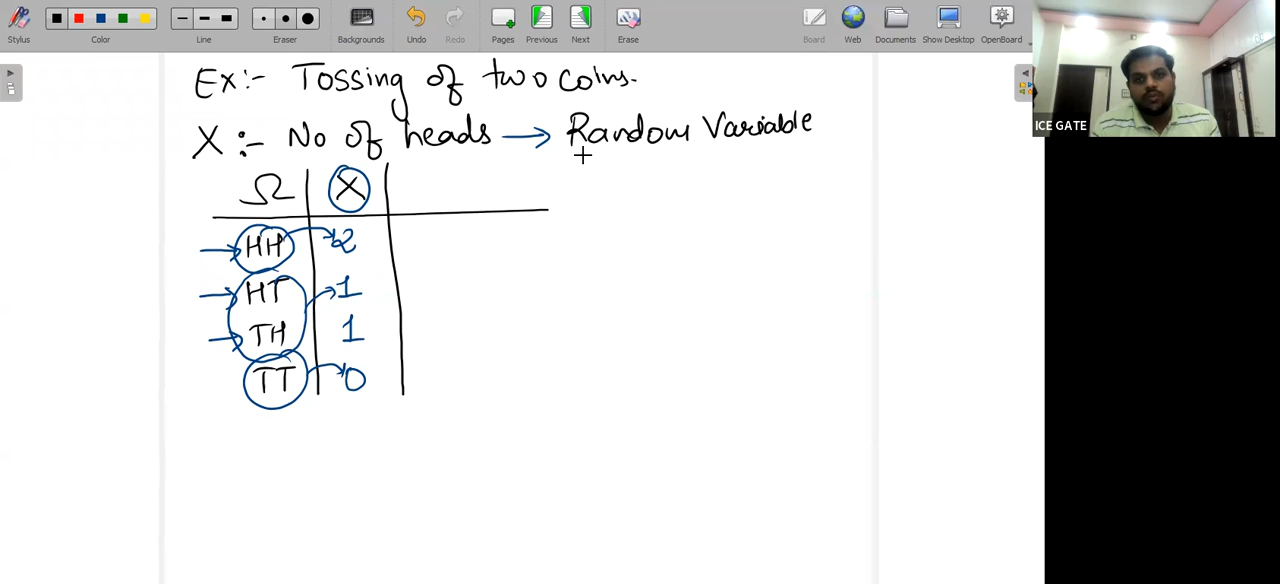 Stylus
Color
Line
Eraser
Backgrounds
Undo
Redo
Pages
Previous
Next
Erase
Board
Web
Documents
Show Desktop
OpenBoard
ICE GATE
Ex:- Tossing of two coins.
X :- No of heads → Random Variable
Ω X
HH 2
HT 1
TH 1
TT 0